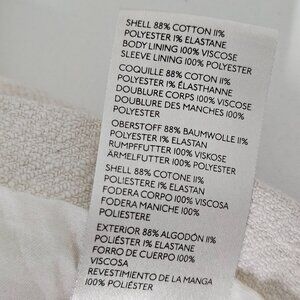 SHELL 88% COTTON 11%
POLYESTER 1% ELASTANE
BODY LINING 100% VISCOSE
SLEEVE LINING 100% POLYESTER
COQUILLE 88% COTON 11%
POLYESTER 1% ÉLASTHANNE
DOUBLURE CORPS 100% VISCOSE
DOUBLURE DES MANCHES 100%
POLYESTER
OBERSTOFF 88% BAUMWOLLE 11%
POLYESTER 1% ELASTAN
RUMPFFUTTER 100% VISKOSE
ÄRMELFUTTER 100% POLYESTER
SHELL 88% COTONE 11%
POLIESTERE 1% ELASTAN
FODERA CORPO 100% VISCOSA
FODERA MANICHE 100%
POLIESTERE
EXTERIOR 88% ALGODÓN 11%
POLIÉSTER 1% ELASTANE
FORRO DE CUERPO 100%
VISCOSA
REVESTIMIENTO DE LA MANGA
100% POLIÉSTER